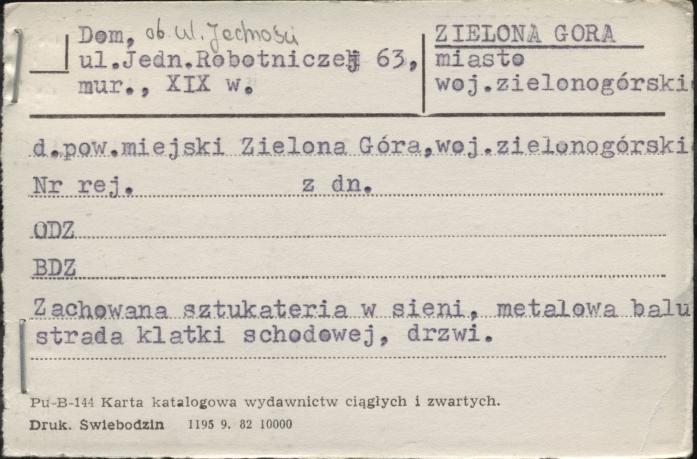 Dom, ob. ul. Jedności
ul.Jedn.Robotniczej 63,
mur., XIX w.
ZIELONA GORA
miasto
woj.zielonogórski
d.pow.miejski Zielona Góra,woj.zielonogórski
Nr rej. z dn.
ODZ
BDZ
Zachowana sztukateria w sieni, metalowa balu
strada klatki schodowej, drzwi.
Pu-B-144 Karta katalogowa wydawnictw ciągłych i zwartych.
Druk. Świebodzin 1195 9. 82 10000